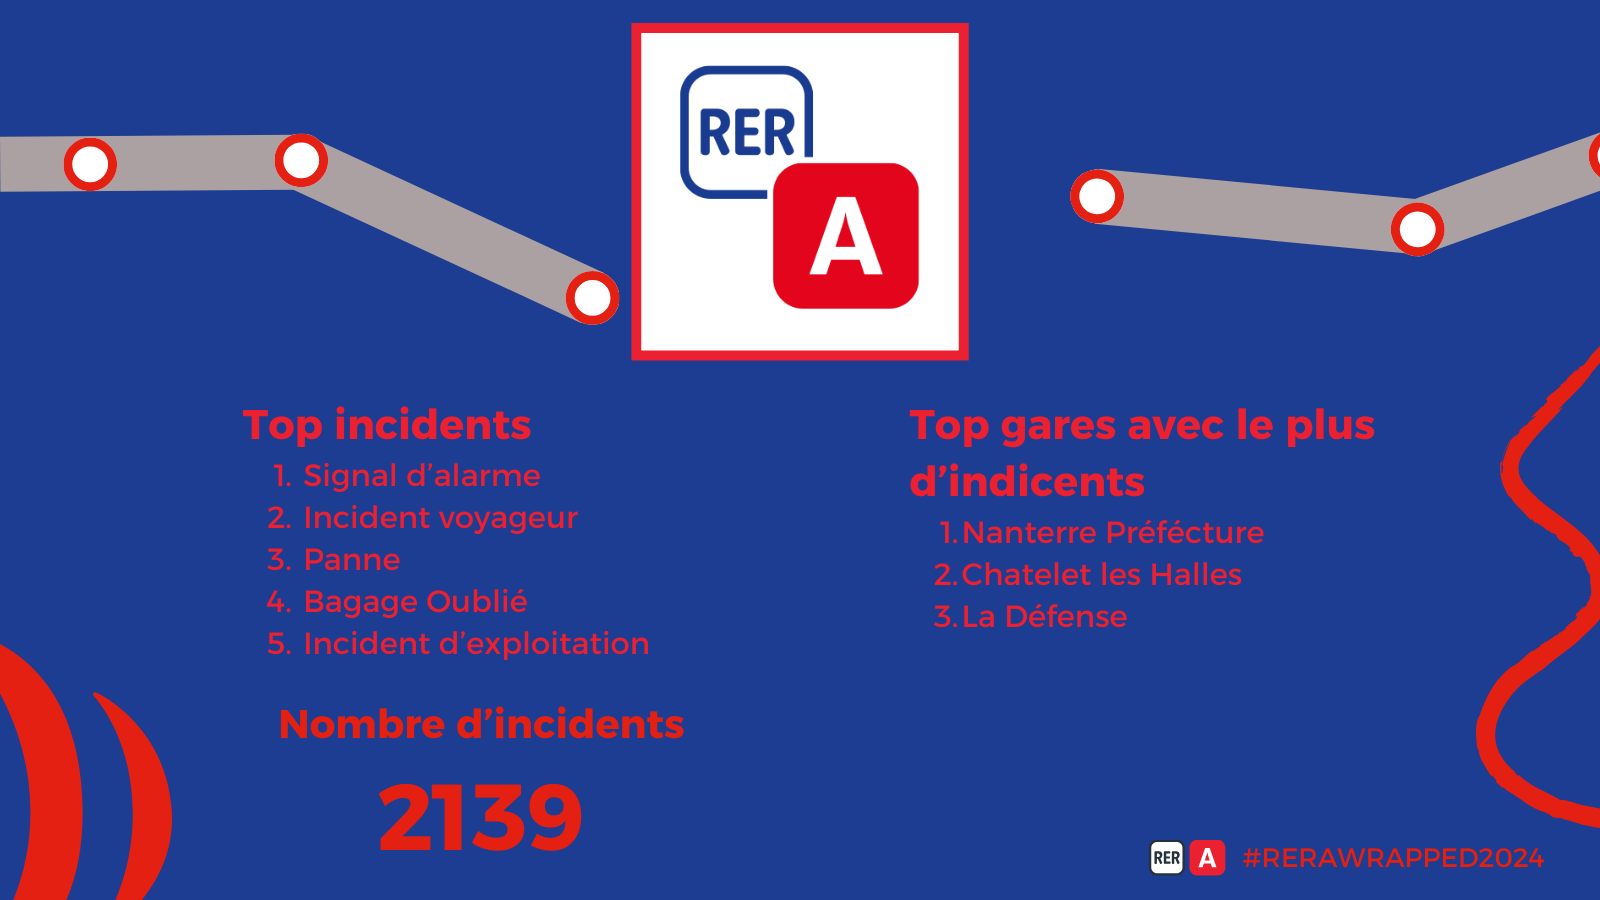 RER
A
Top incidents
1. Signal d’alarme
2. Incident voyageur
3. Panne
4. Bagage Oublié
5. Incident d’exploitation
Nombre d’incidents
2139
Top gares avec le plus
d’indicents
1. Nanterre Préfécture
2. Chatelet les Halles
3. La Défense
RER A #RERAWRAPPED2024